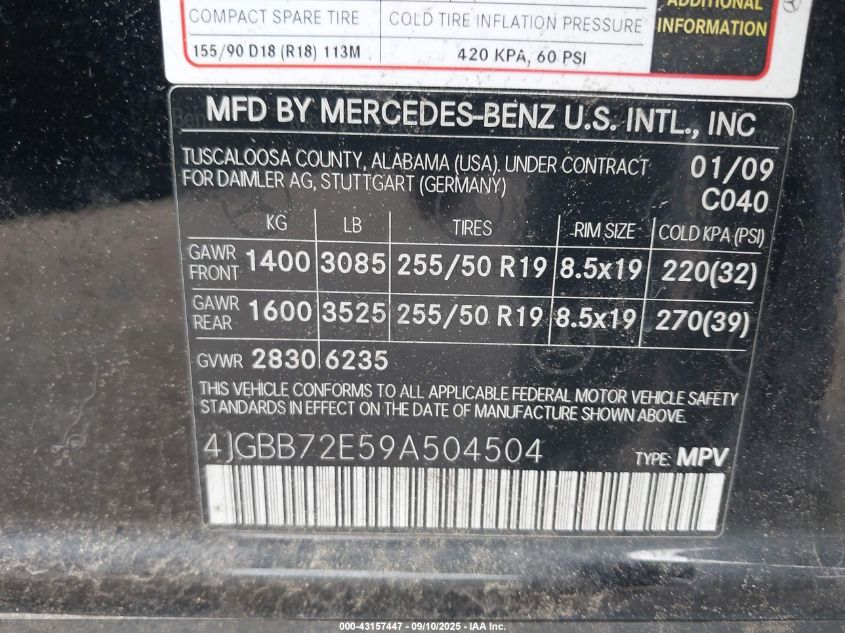 ADDITIONAL
INFORMATION
COMPACT SPARE TIRE COLD TIRE INFLATION PRESSURE
155/90 D18 (R18) 113M 420 KPA, 60 PSI
MFD BY MERCEDES-BENZ U.S. INTL., INC
TUSCALOOSA COUNTY, ALABAMA (USA). UNDER CONTRACT 01/09
FOR DAIMLER AG, STUTTGART (GERMANY) C040
KG LB TIRES RIM SIZE COLD KPA (PSI)
GAWR FRONT 1400 3085 255/50 R19 8.5x19 220(32)
GAWR REAR 1600 3525 255/50 R19 8.5x19 270(39)
GVWR 2830 6235
THIS VEHICLE CONFORMS TO ALL APPLICABLE FEDERAL MOTOR VEHICLE SAFETY
STANDARDS IN EFFECT ON THE DATE OF MANUFACTURE SHOWN ABOVE.
4JGBB72E59A504504 TYPE: MPV
000-43157447 - 09/10/2025 - IAA Inc.